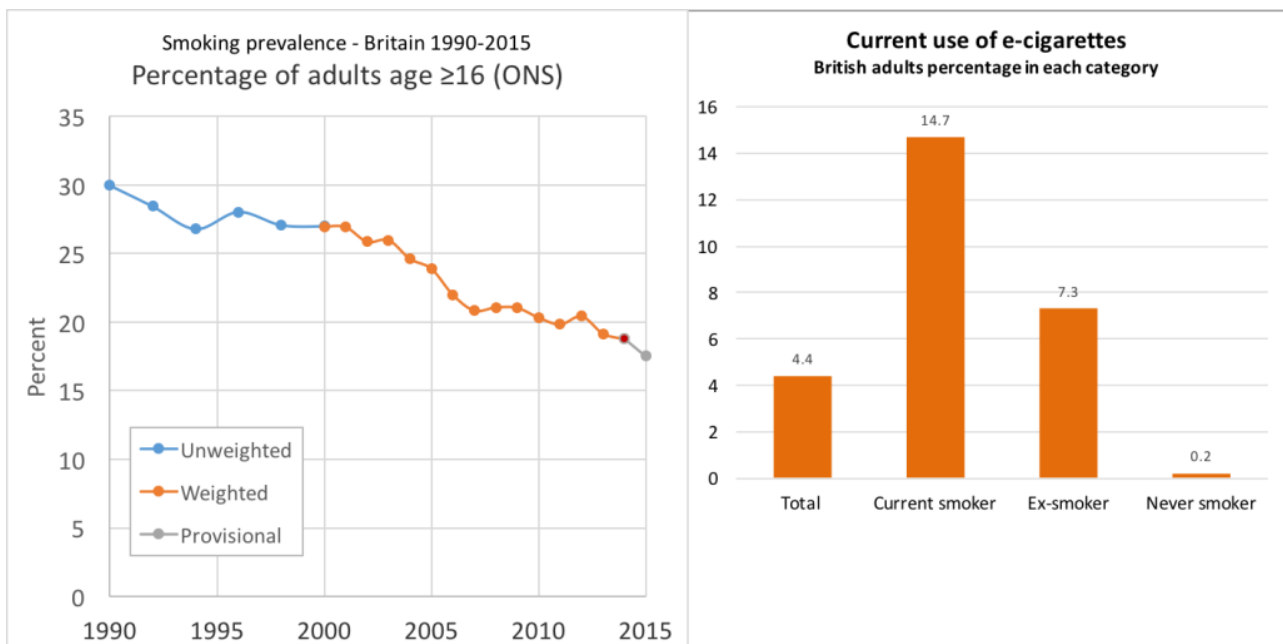 Smoking prevalence - Britain 1990-2015
Percentage of adults age ≥16 (ONS)
35
30
25
20
15
10
5
0
Percent
Unweighted
Weighted
Provisional
1990 1995 2000 2005 2010 2015
Current use of e-cigarettes
British adults percentage in each category
16
14
12
10
8
6
4
2
0
4.4
14.7
7.3
0.2
Total Current smoker Ex-smoker Never smoker